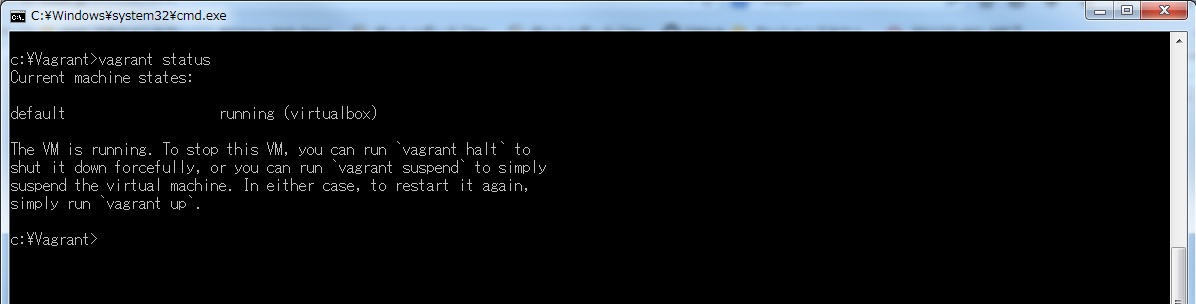 C:¥Windows¥system32¥cmd.exe
c:¥Vagrant>vagrant status
Current machine states:
default                   running (virtualbox)
The VM is running. To stop this VM, you can run `vagrant halt` to
shut it down forcefully, or you can run `vagrant suspend` to simply
suspend the virtual machine. In either case, to restart it again,
simply run `vagrant up`.
c:¥Vagrant>